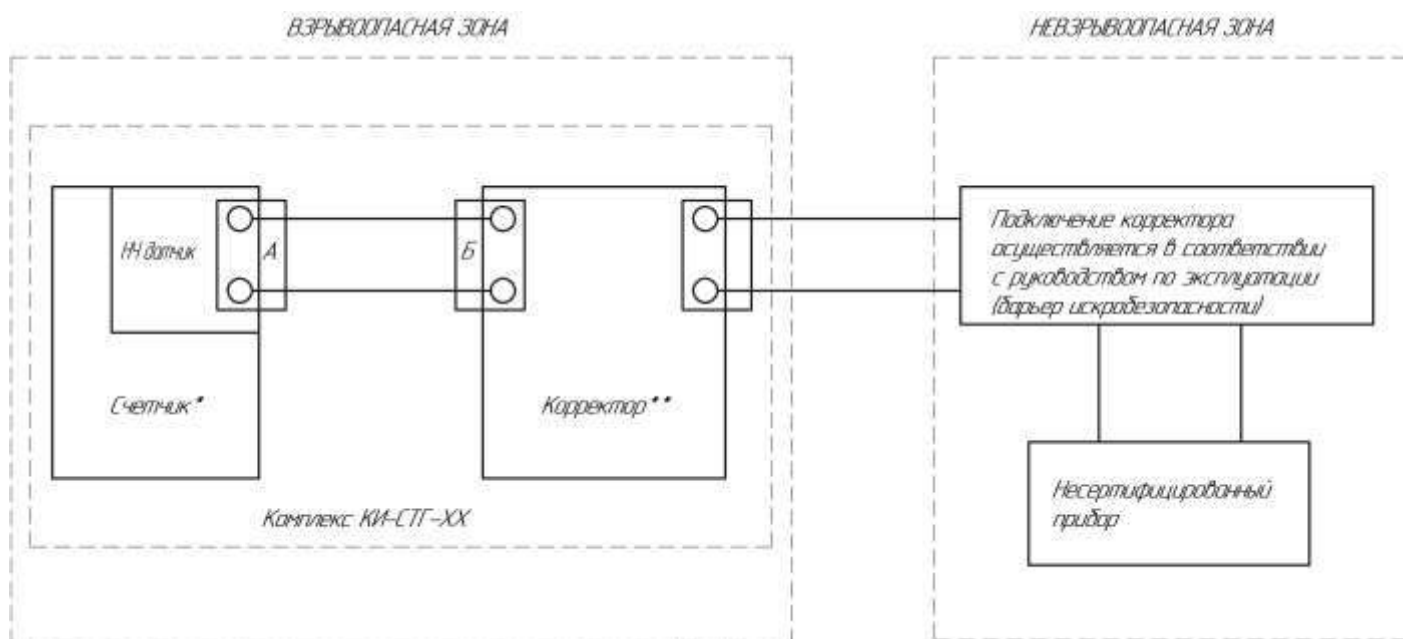 ВЗРЫВООПАСНАЯ ЗОНА
НЕВЗРЫВООПАСНАЯ ЗОНА
НЧ датчик
А
Б
Подключение корректора
осуществляется в соответствии
с руководством по эксплуатации
(барьер искробезопасности)
Счетчик*
Корректор**
Несертифицированный
прибор
Комплекс КИ-СТГ-ХХ